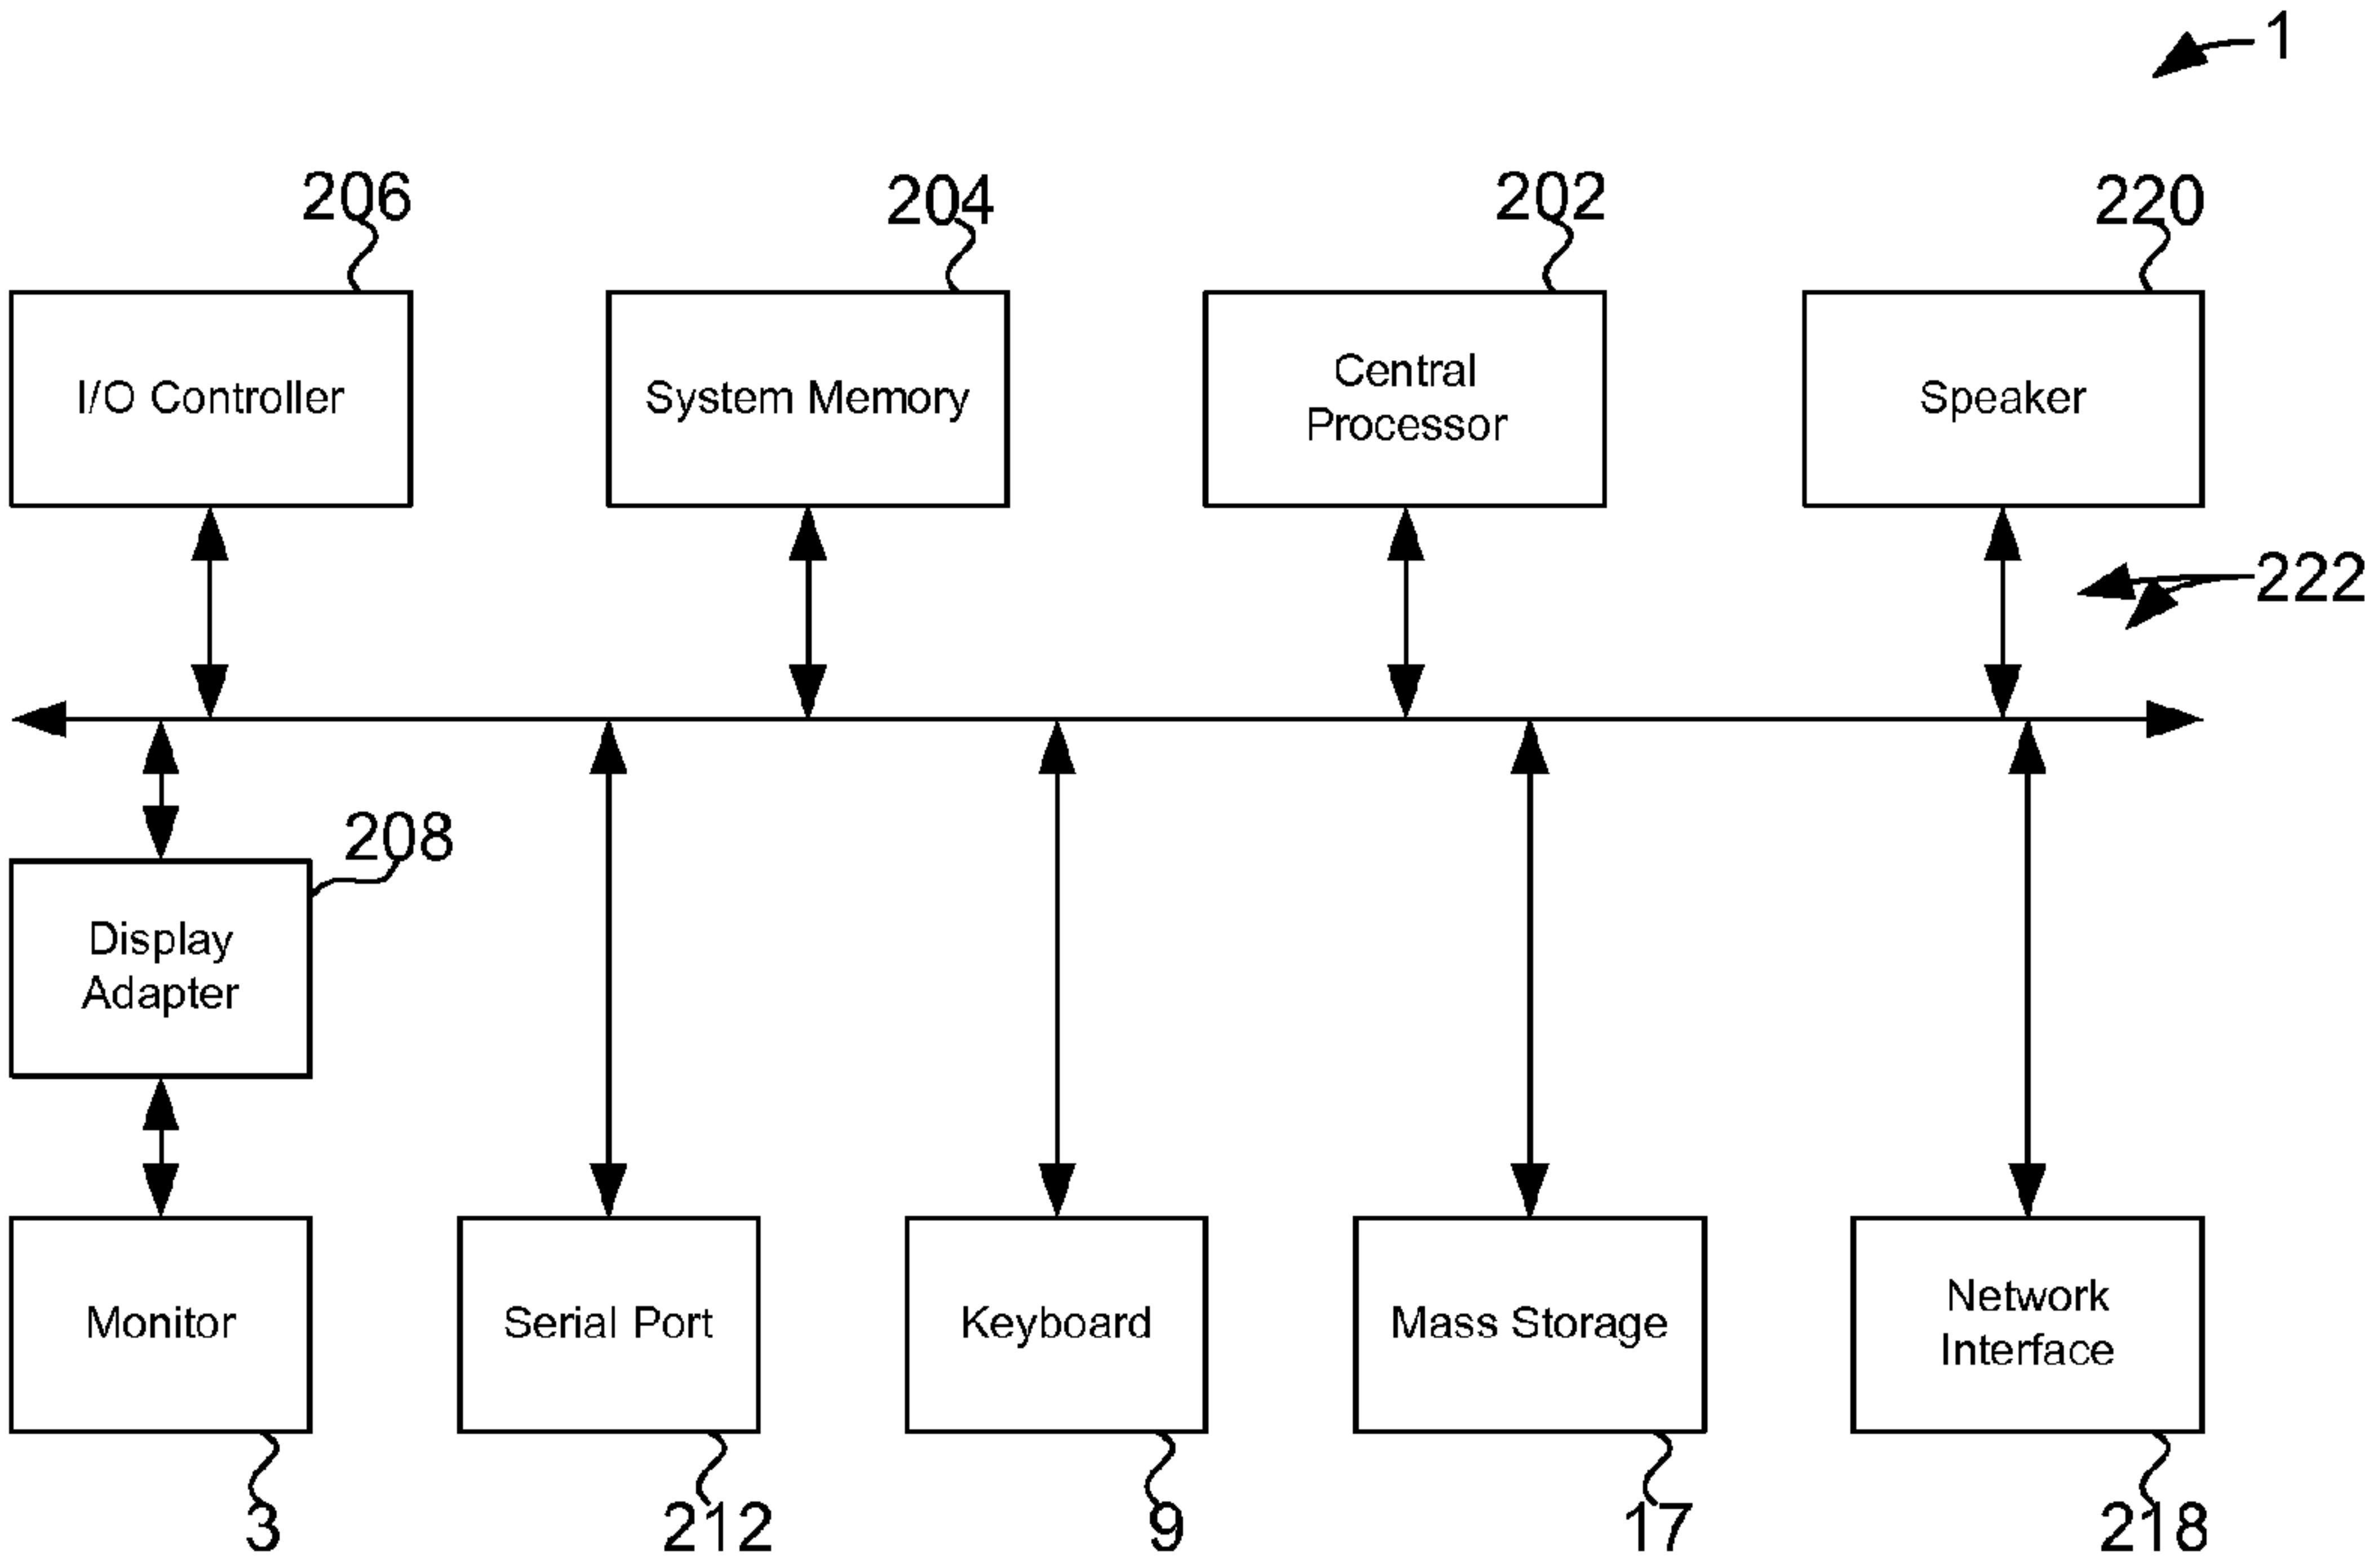 1
206
204
202
220
I/O Controller
System Memory
Central
Processor
Speaker
222
208
Display
Adapter
Monitor
Serial Port
Keyboard
Mass Storage
Network
Interface
3
212
9
17
218